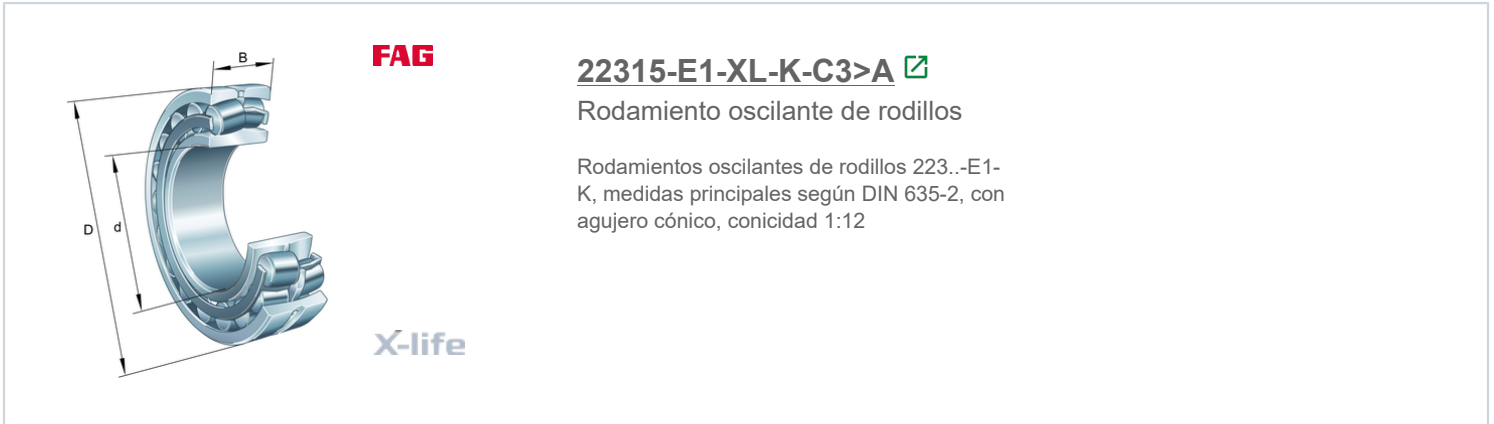 B
FAG
22315-E1-XL-K-C3>A
Rodamiento oscilante de rodillos
Rodamientos oscilantes de rodillos 223..-E1-
K, medidas principales según DIN 635-2, con
agujero cónico, conicidad 1:12
D
d
X-life